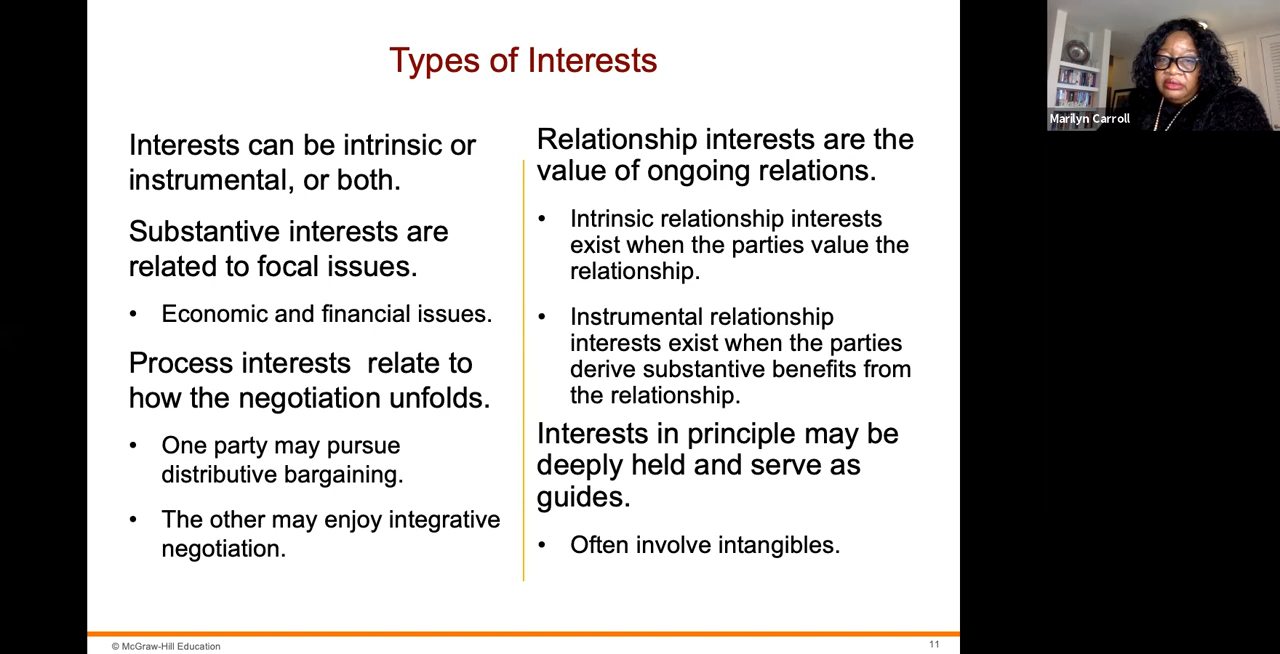 Types of Interests
Interests can be intrinsic or
instrumental, or both.
Substantive interests are
related to focal issues.
• Economic and financial issues.
Process interests  relate to
how the negotiation unfolds.
• One party may pursue
distributive bargaining.
• The other may enjoy integrative
negotiation.
Relationship interests are the
value of ongoing relations.
• Intrinsic relationship interests
exist when the parties value the
relationship.
• Instrumental relationship
interests exist when the parties
derive substantive benefits from
the relationship.
Interests in principle may be
deeply held and serve as
guides.
• Often involve intangibles.
© McGraw-Hill Education
11
Marilyn Carroll